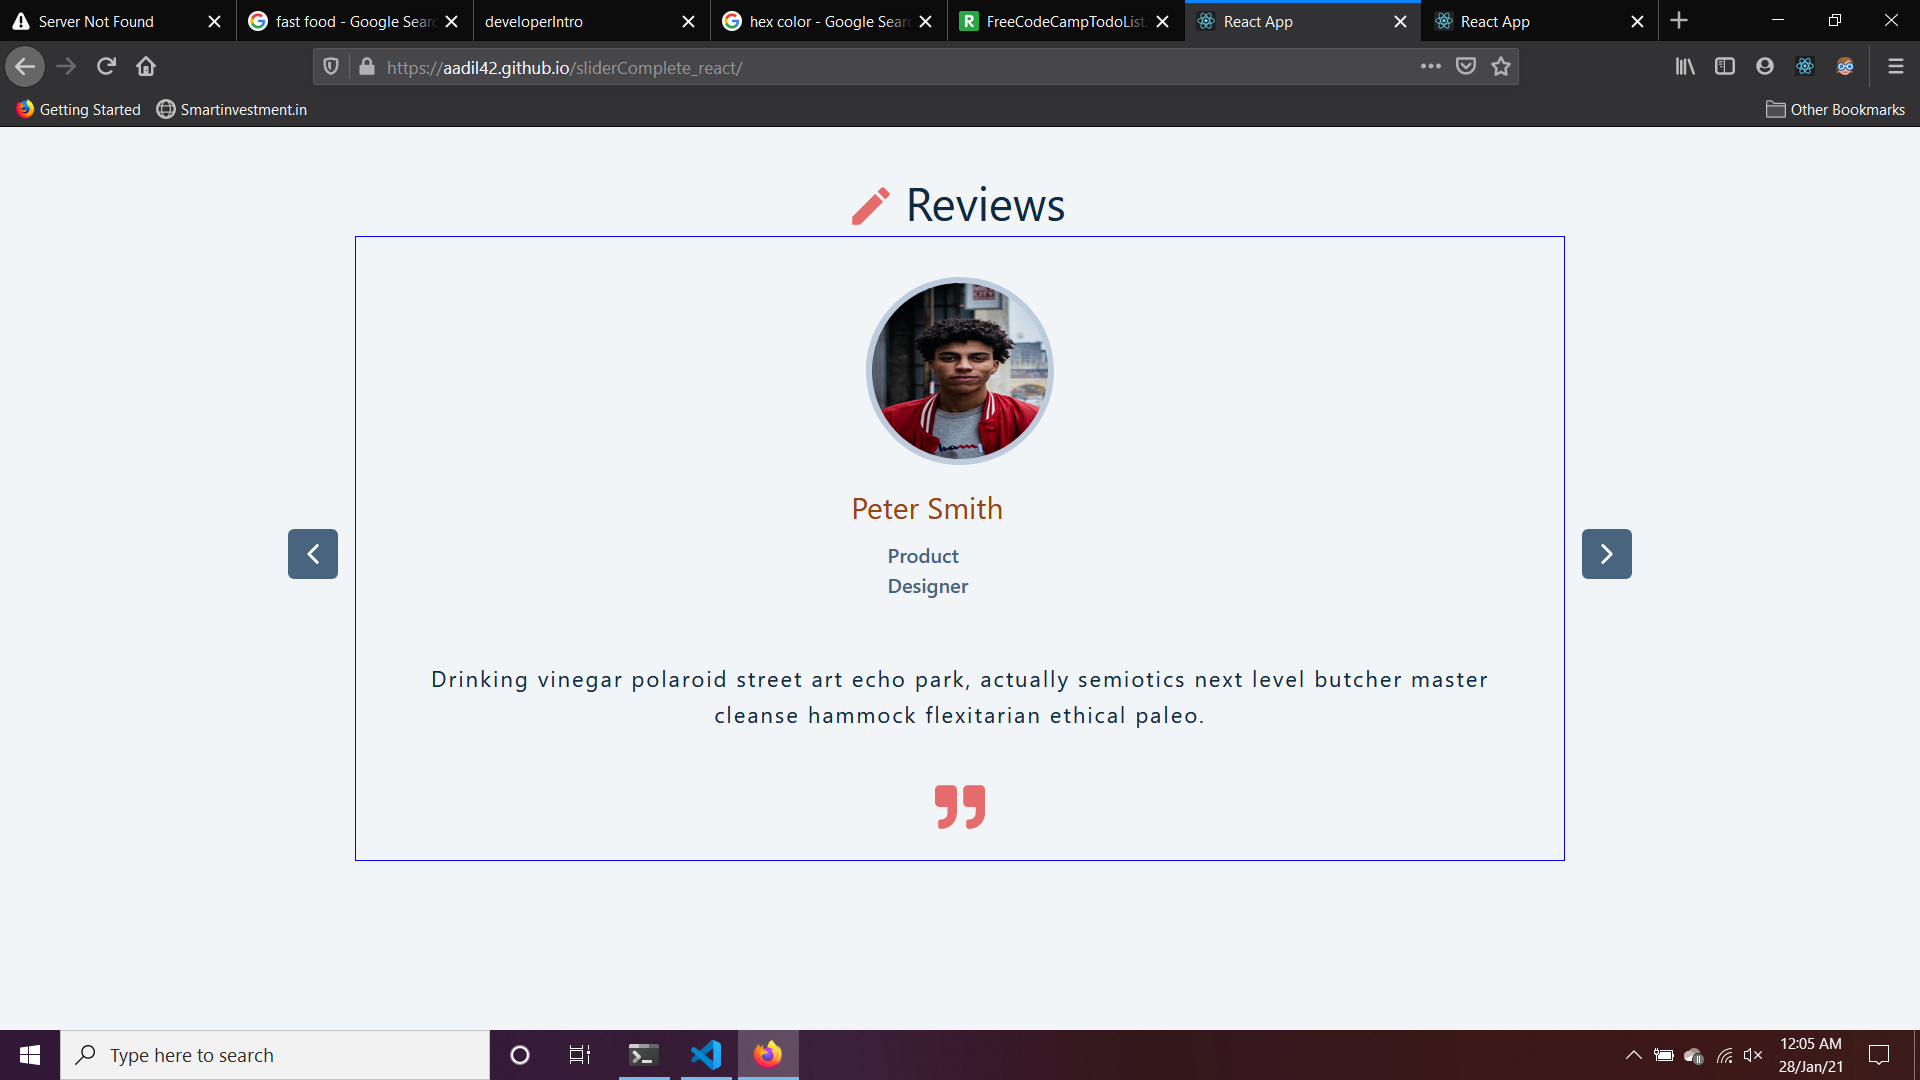 Server Not Found
fast food - Google Sear
developerIntro
hex color - Google Sear
FreeCodeCampTodoList.
React App
React App
https://aadil42.github.io/sliderComplete_react/
Getting Started
Smartinvestment.in
Other Bookmarks
Reviews
Peter Smith
Product
Designer
Drinking vinegar polaroid street art echo park, actually semiotics next level butcher master
cleanse hammock flexitarian ethical paleo.
Type here to search
12:05 AM
28/Jan/21